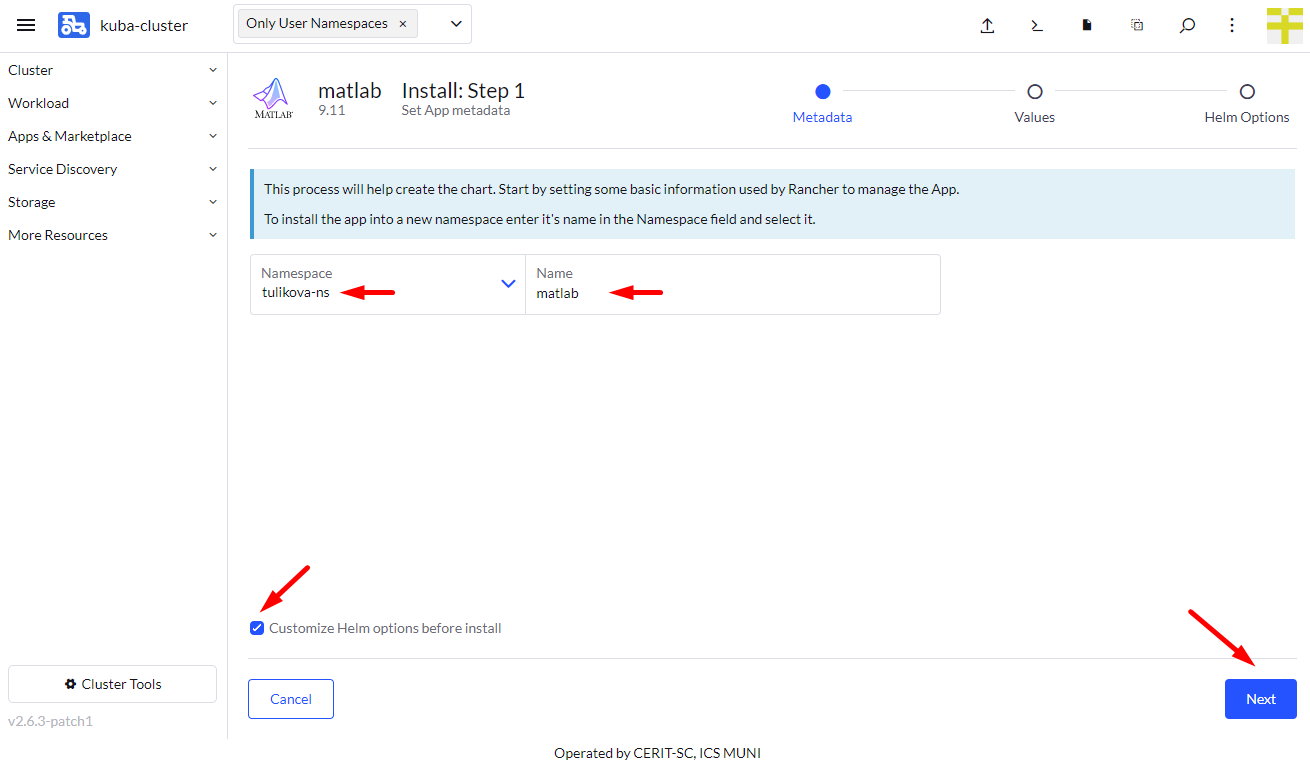 kuba-cluster
Only User Namespaces ×
Cluster
Workload
Apps & Marketplace
Service Discovery
Storage
More Resources
Cluster Tools
v2.6.3-patch1
MATLAB
matlab
9.11
Install: Step 1
Set App metadata
Metadata
Values
Helm Options
This process will help create the chart. Start by setting some basic information used by Rancher to manage the App.
To install the app into a new namespace enter it's name in the Namespace field and select it.
Namespace
tulikova-ns
Name
matlab
Customize Helm options before install
Cancel
Next
Operated by CERIT-SC, ICS MUNI